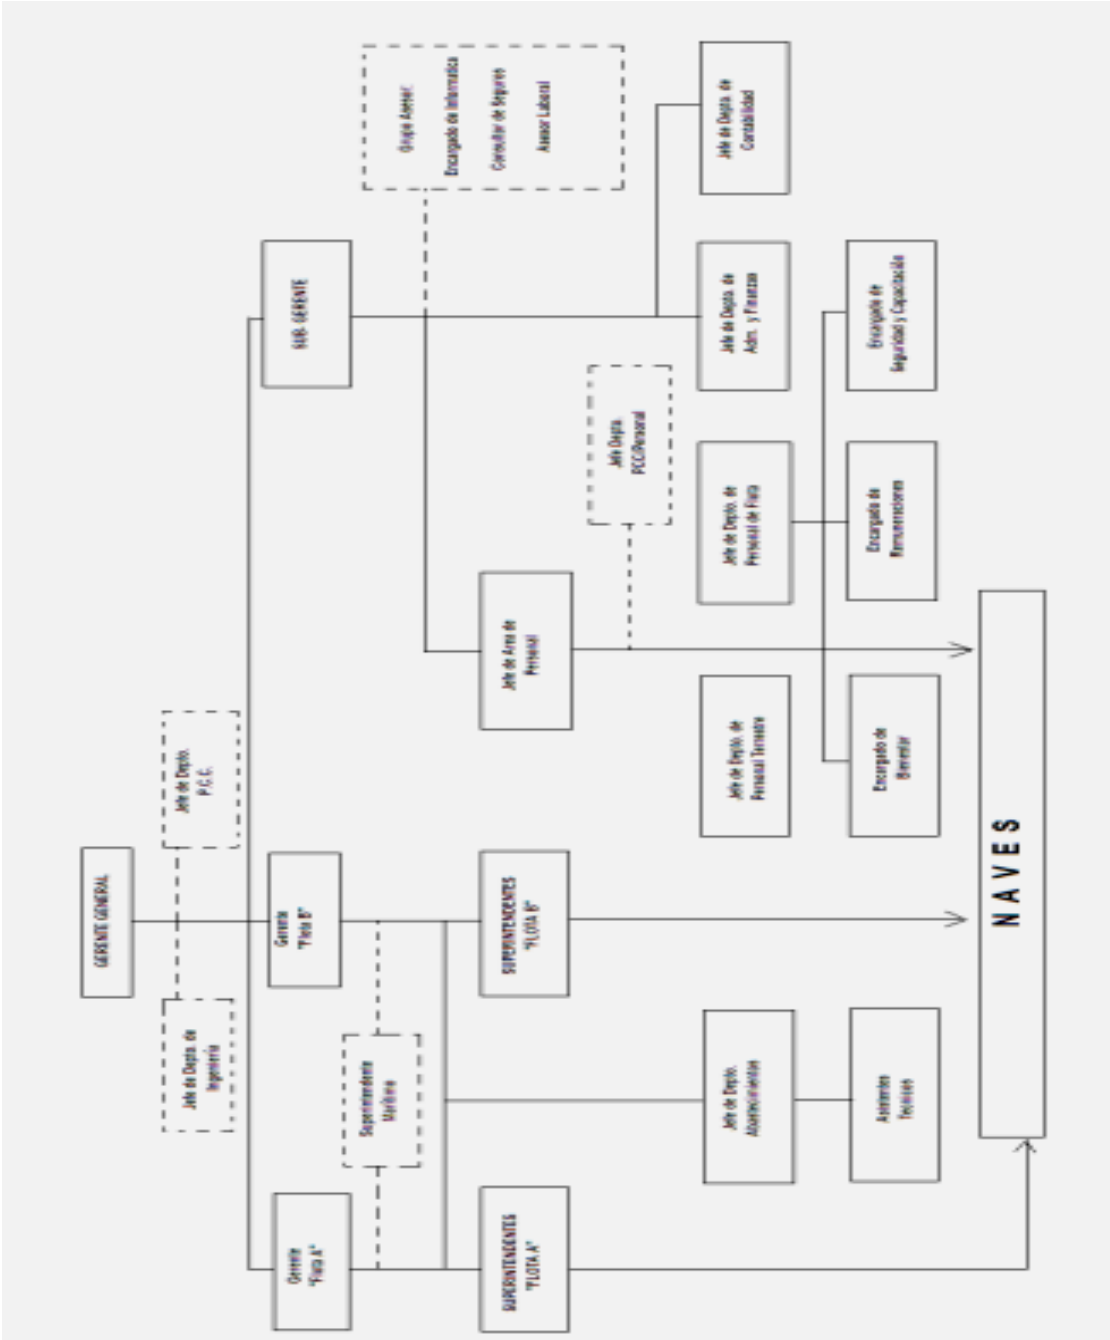 GERENTE GENERAL
Jefe de Depto. de
Ingeniería
Jefe de Depto.
P.C.C.
Gerente
"Flota A"
Gerente
"Flota B"
SUB- GERENTE
Superintendente
Marítimo
Grupo Asesor:
Encargado de Informatica
Consultor de Seguros
Asesor Laboral
SUPERINTENDENTES
"FLOTA A"
SUPERINTENDENTES
"FLOTA B"
Jefe de Area de
Personal
Jefe Depto.
PCC/Personal
Jefe de Depto.
Abastecimientos
Jefe de Depto. de
Personal Terrestre
Jefe de Depto. de
Personal de Flota
Jefe de Depto. de
Adm. y Finanzas
Jefe de Depto. de
Contabilidad
Asistentes
Tecnicos
Encargado de
Bienestar
Encargado de
Remuneraciones
Encargado de
Seguridad y Capacitación
NAVES